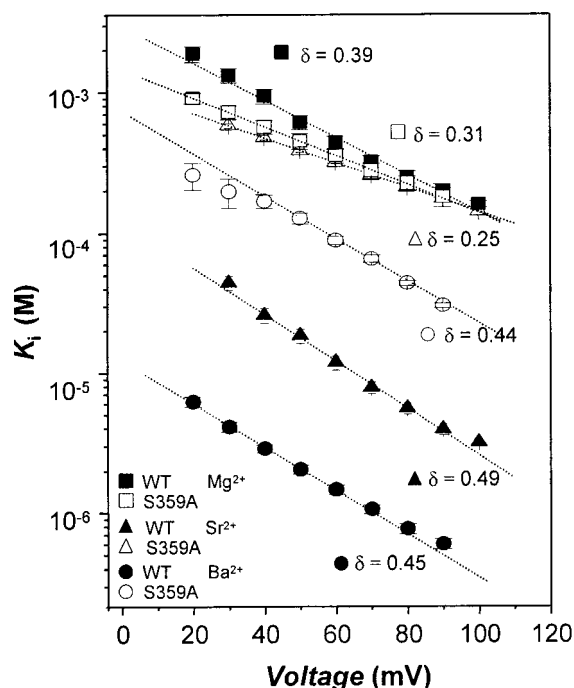 10⁻³
10⁻⁴
10⁻⁵
10⁻⁶
Kᵢ (M)
δ = 0.39
δ = 0.31
δ = 0.25
δ = 0.44
δ = 0.49
δ = 0.45
WT Mg²⁺
S359A
WT Sr²⁺
S359A
WT Ba²⁺
S359A
0 20 40 60 80 100 120
Voltage (mV)